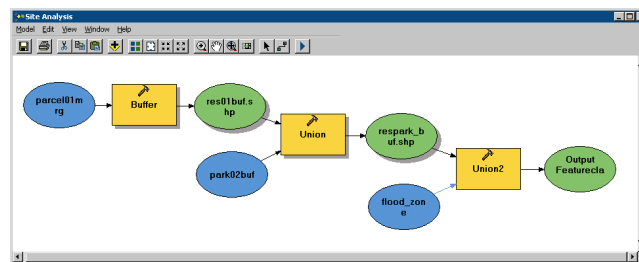 Site Analysis
Model Edit View Window Help
parcel01m
rg
Buffer
res01buf.s
hp
park02buf
Union
respark_b
uf.shp
flood_zon
e
Union2
Output
Featurecla